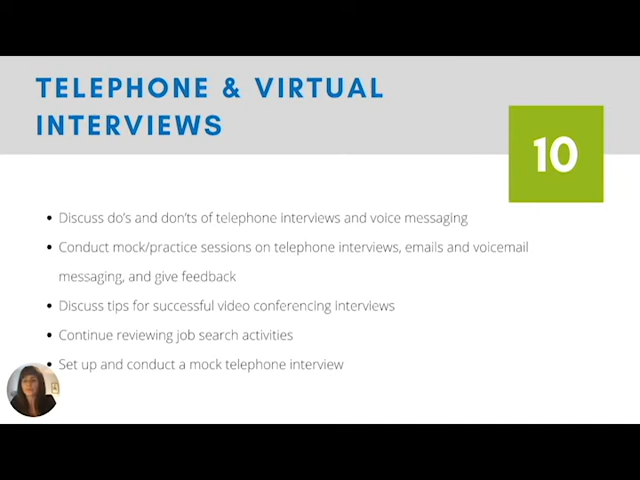 TELEPHONE & VIRTUAL
INTERVIEWS
10
• Discuss do's and don'ts of telephone interviews and voice messaging
• Conduct mock/practice sessions on telephone interviews, emails and voicemail
messaging, and give feedback
• Discuss tips for successful video conferencing interviews
• Continue reviewing job search activities
• Set up and conduct a mock telephone interview